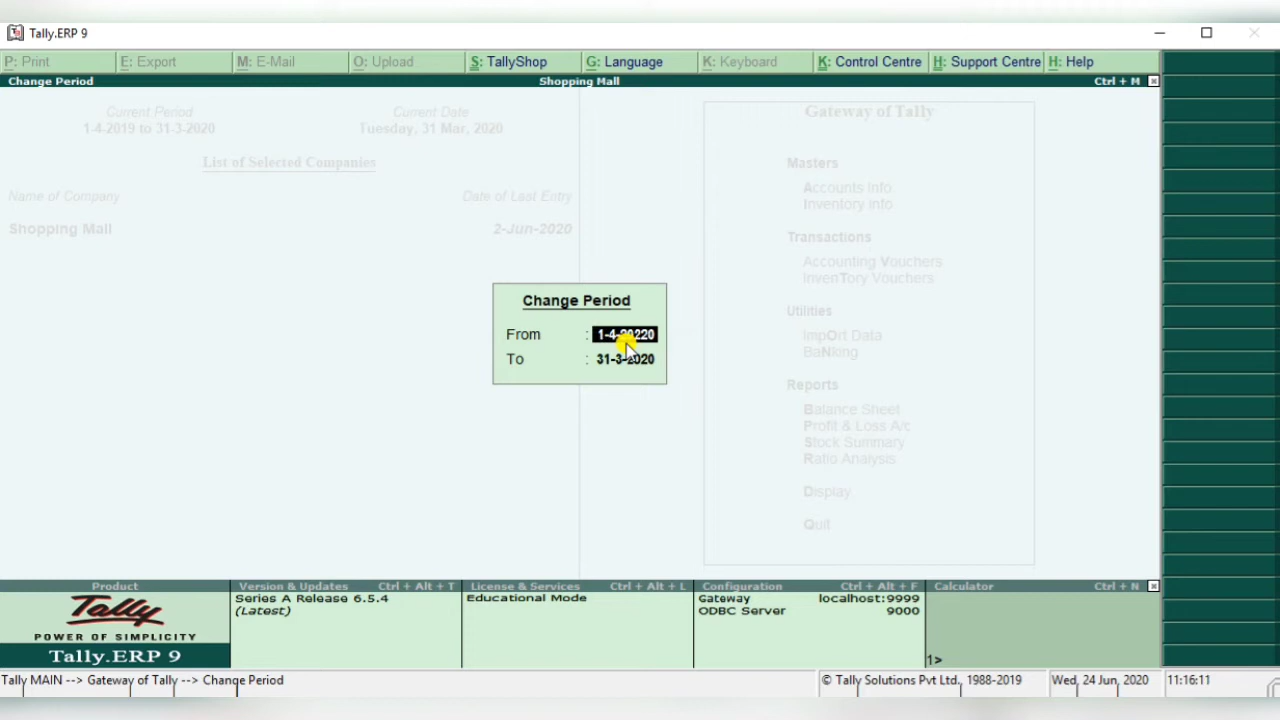 Tally.ERP 9
P: Print E: Export M: E-Mail O: Upload S: TallyShop G: Language K: Keyboard K: Control Centre H: Support Centre H: Help
Change Period Shopping Mall Ctrl + M
Current Period Current Date
1-4-2019 to 31-3-2020 Tuesday, 31 Mar, 2020
List of Selected Companies
Name of Company Date of Last Entry
Shopping Mall 2-Jun-2020
Gateway of Tally
Masters
Accounts Info.
Inventory Info.
Transactions
Accounting Vouchers
InvenTory Vouchers
Utilities
ImpOrt Data
BaNking
Reports
Balance Sheet
Profit & Loss A/c
Stock Summary
Ratio Analysis
Display
Quit
Change Period
From : 1-4-20220
To : 31-3-2020
Product Version & Updates Ctrl + Alt + T License & Services Ctrl + Alt + L Configuration Ctrl + Alt + F Calculator Ctrl + N
Tally
POWER OF SIMPLICITY
Tally.ERP 9
Series A Release 6.5.4
(Latest)
Educational Mode
Gateway localhost:9999
ODBC Server 9000
1>
Tally MAIN --> Gateway of Tally --> Change Period © Tally Solutions Pvt Ltd., 1988-2019 Wed, 24 Jun, 2020 11:16:11